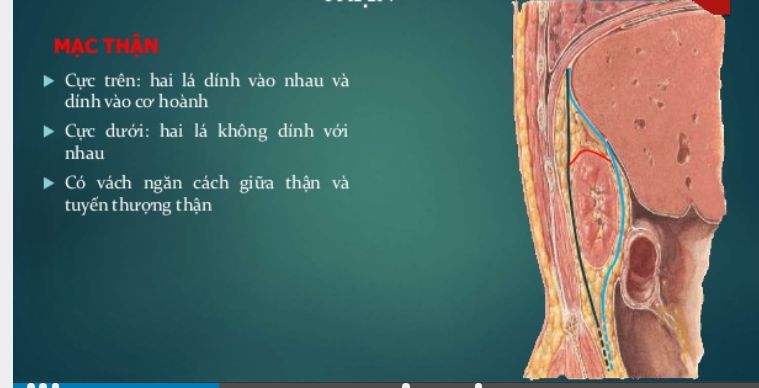 MẠC THẬN
Cực trên: hai lá dính vào nhau và
dính vào cơ hoành
Cực dưới: hai lá không dính với
nhau
Có vách ngăn cách giữa thận và
tuyến thượng thận